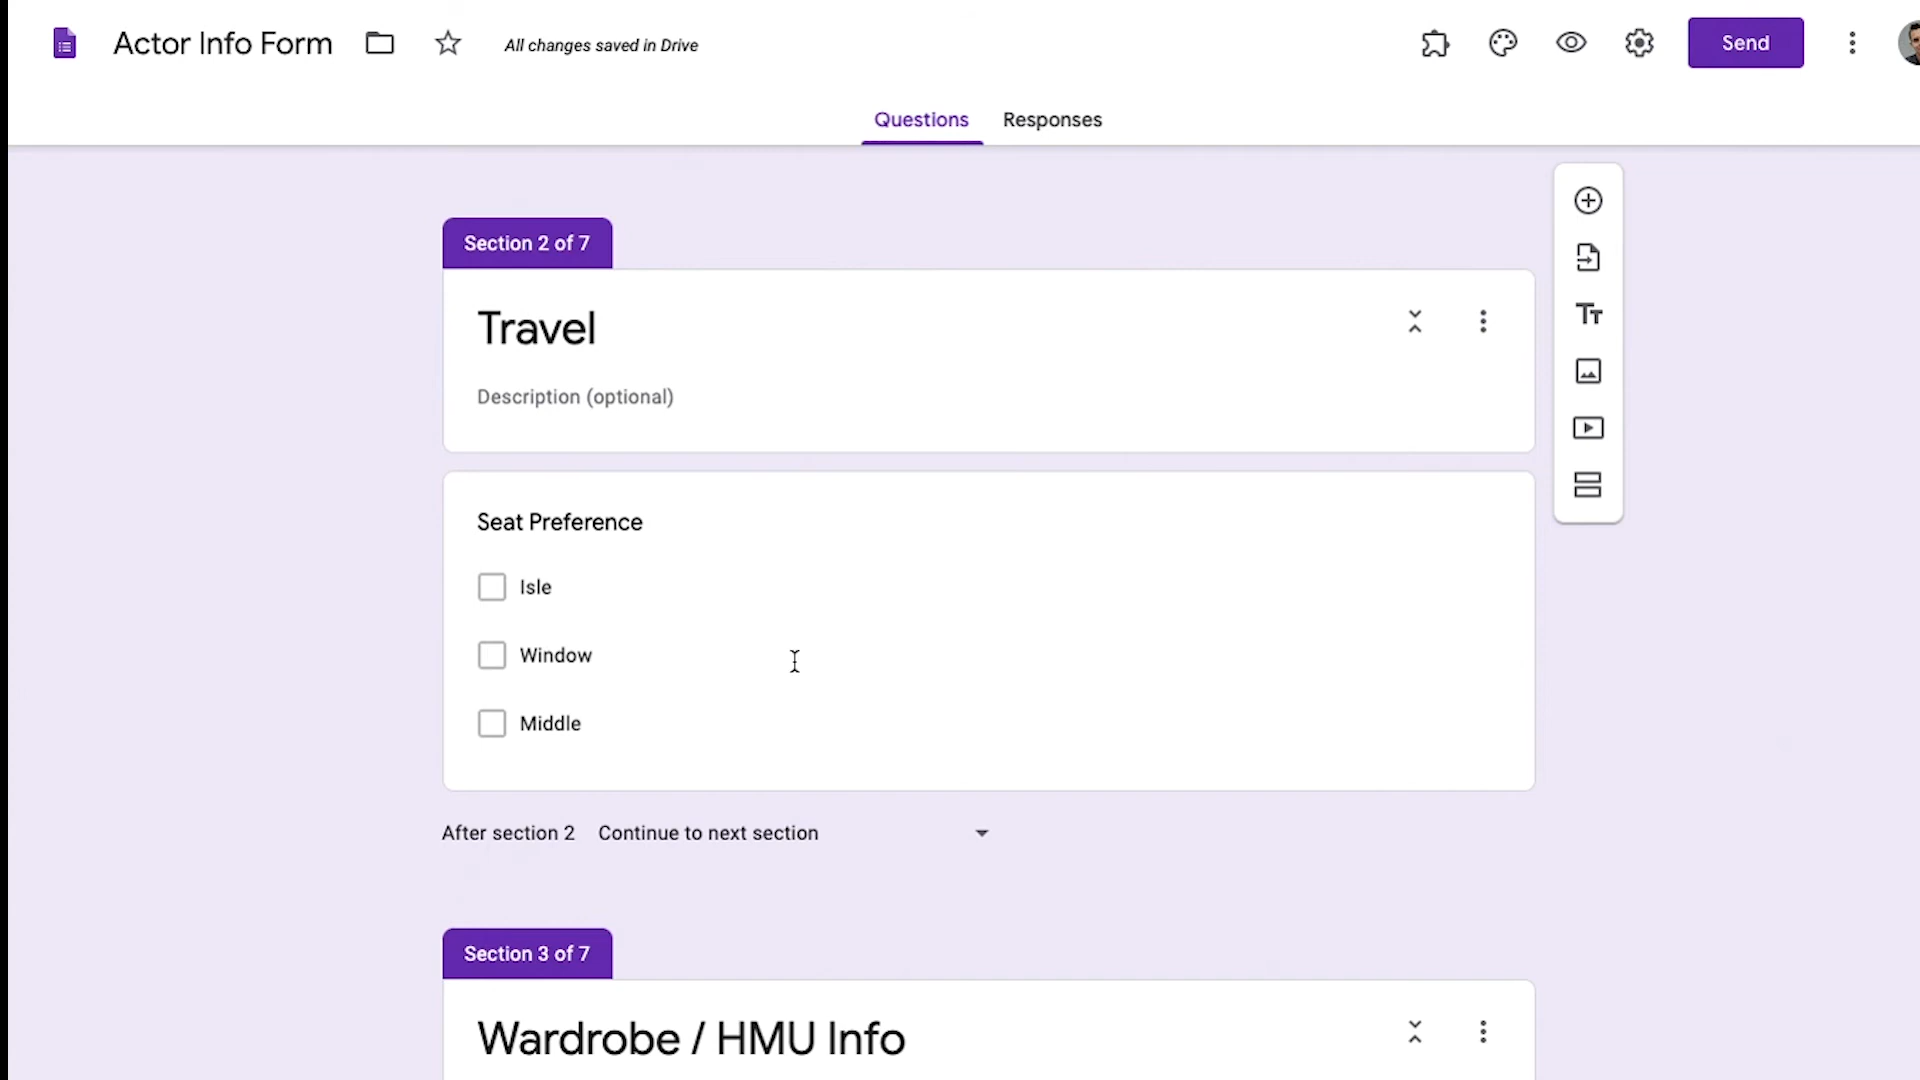 Actor Info Form
All changes saved in Drive
Send
Questions
Responses
Section 2 of 7
Travel
Description (optional)
Seat Preference
Isle
Window
Middle
After section 2 Continue to next section
Section 3 of 7
Wardrobe / HMU Info